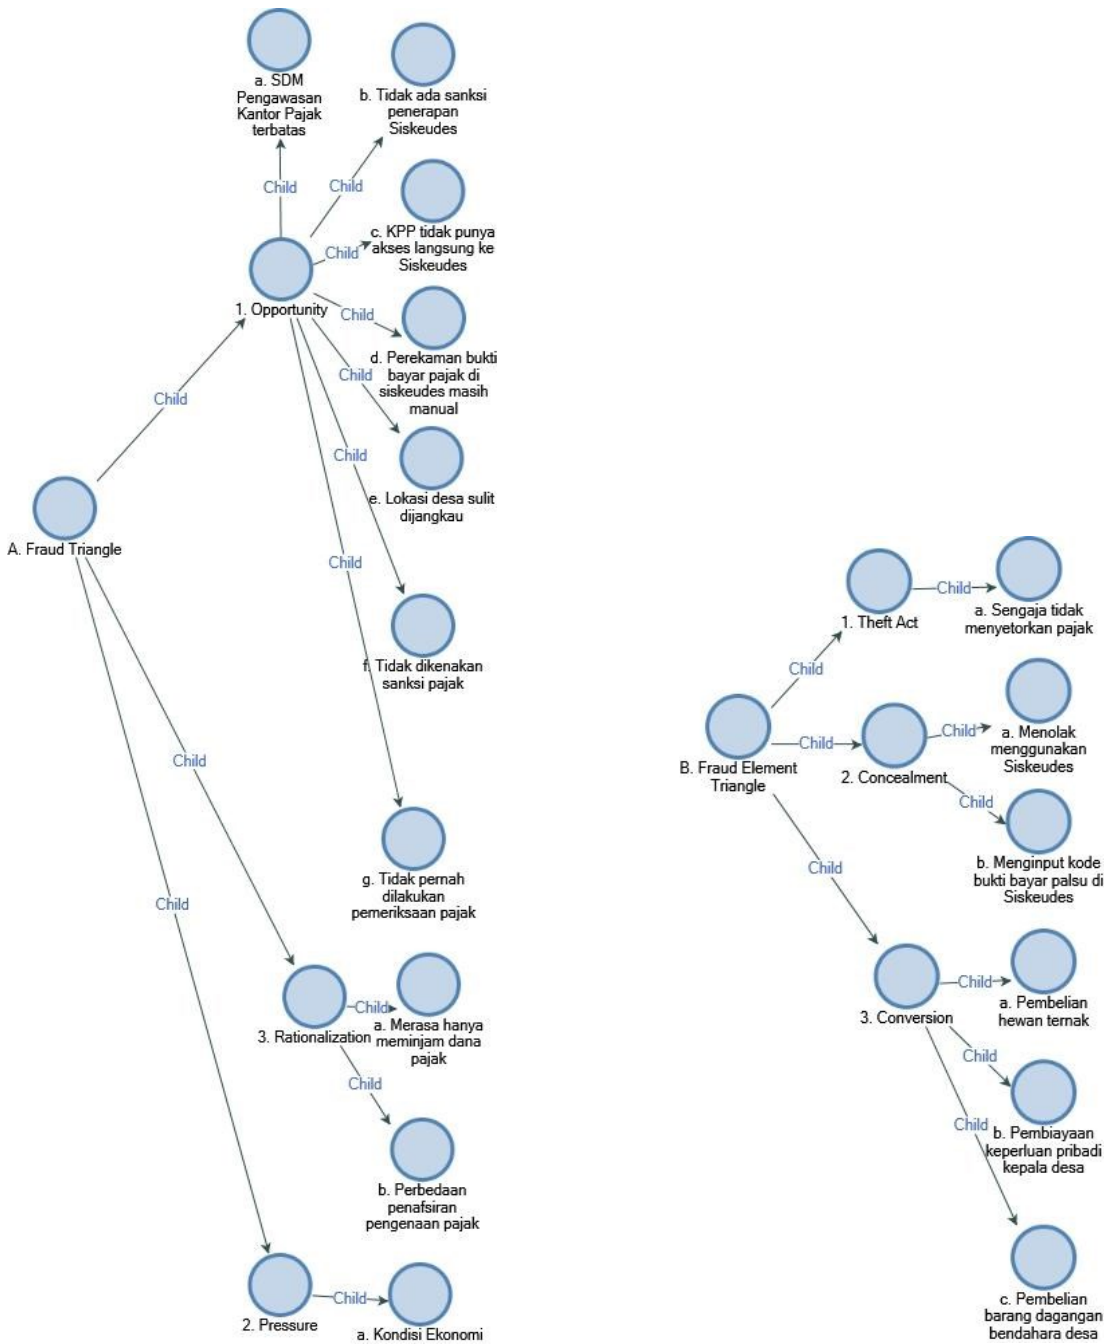 a. SDM
Pengawasan
Kantor Pajak
terbatas
b. Tidak ada sanksi
penerapan
Siskeudes
Child
Child
c. KPP tidak punya
akses langsung ke
Siskeudes
Child
1. Opportunity
Child
d. Perekaman bukti
bayar pajak di
siskeudes masih
manual
Child
Child
Child
e. Lokasi desa sulit
dijangkau
A. Fraud Triangle
Child
f. Tidak dikenakan
sanksi pajak
Child
g. Tidak pernah
dilakukan
pemeriksaan pajak
Child
3. Rationalization
Child
a. Merasa hanya
meminjam dana
pajak
Child
b. Perbedaan
penafsiran
pengenaan pajak
2. Pressure
Child
a. Kondisi Ekonomi
Child
1. Theft Act
Child
a. Sengaja tidak
menyetorkan pajak
Child
B. Fraud Element
Triangle
Child
2. Concealment
Child
a. Menolak
menggunakan
Siskeudes
Child
b. Menginput kode
bukti bayar palsu di
Siskeudes
Child
3. Conversion
Child
a. Pembelian
hewan ternak
Child
b. Pembiayaan
keperluan pribadi
kepala desa
Child
c. Pembelian
barang dagangan
bendahara desa